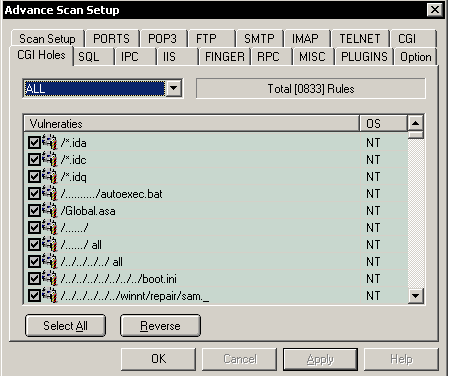 Advance Scan Setup
Scan Setup PORTS POP3 FTP SMTP IMAP TELNET CGI
CGI Holes SQL IPC IIS FINGER RPC MISC PLUGINS Option
ALL Total [0833] Rules
Vulneraties OS
/*.ida NT
/*.idc NT
/*.idq NT
/........../autoexec.bat NT
/Global.asa NT
/....../ NT
/....../ all NT
/../../../../ all NT
/../../../../../../../../boot.ini NT
/../../../../../winnt/repair/sam._ NT
Select All Reverse
OK Cancel Apply Help